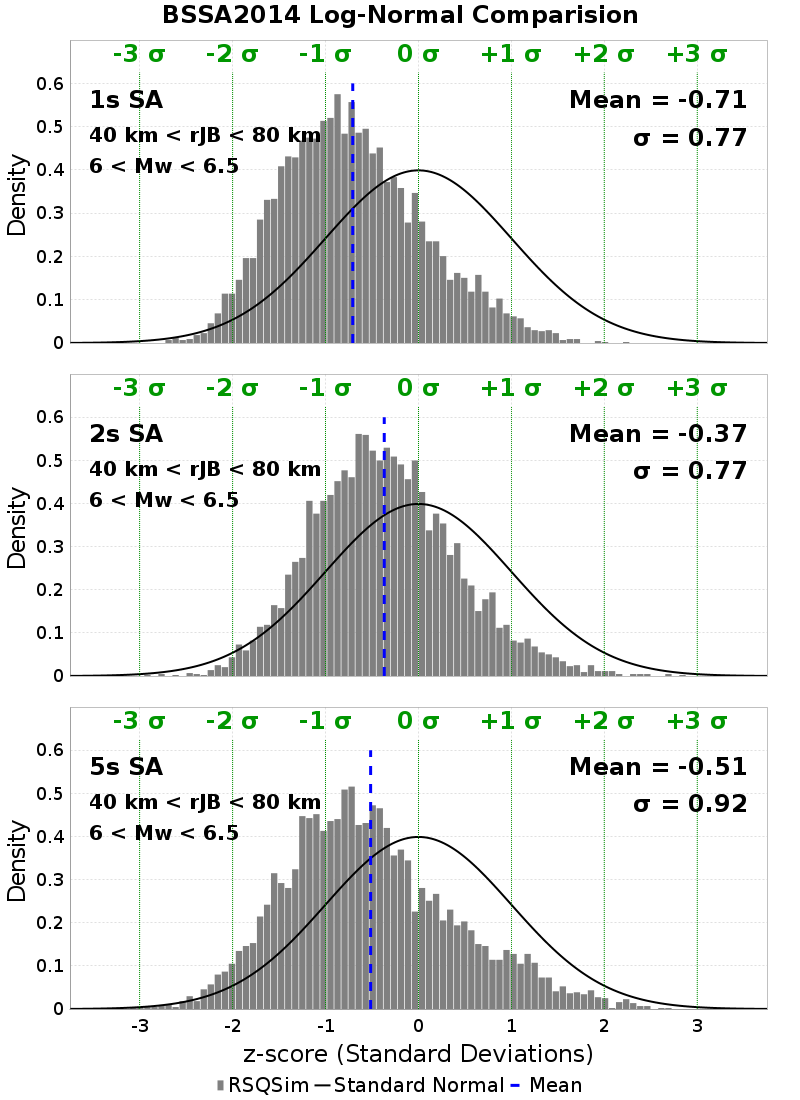 BSSA2014 Log-Normal Comparision
-3 σ -2 σ -1 σ 0 σ +1 σ +2 σ +3 σ
0.6
0.5
0.4
0.3
0.2
0.1
0
Density
1s SA
40 km < rJB < 80 km
6 < Mw < 6.5
Mean = -0.71
σ = 0.77
-3 σ -2 σ -1 σ 0 σ +1 σ +2 σ +3 σ
0.6
0.5
0.4
0.3
0.2
0.1
0
Density
2s SA
40 km < rJB < 80 km
6 < Mw < 6.5
Mean = -0.37
σ = 0.77
-3 σ -2 σ -1 σ 0 σ +1 σ +2 σ +3 σ
0.6
0.5
0.4
0.3
0.2
0.1
0
Density
5s SA
40 km < rJB < 80 km
6 < Mw < 6.5
Mean = -0.51
σ = 0.92
-3 -2 -1 0 1 2 3
z-score (Standard Deviations)
RSQSim Standard Normal Mean